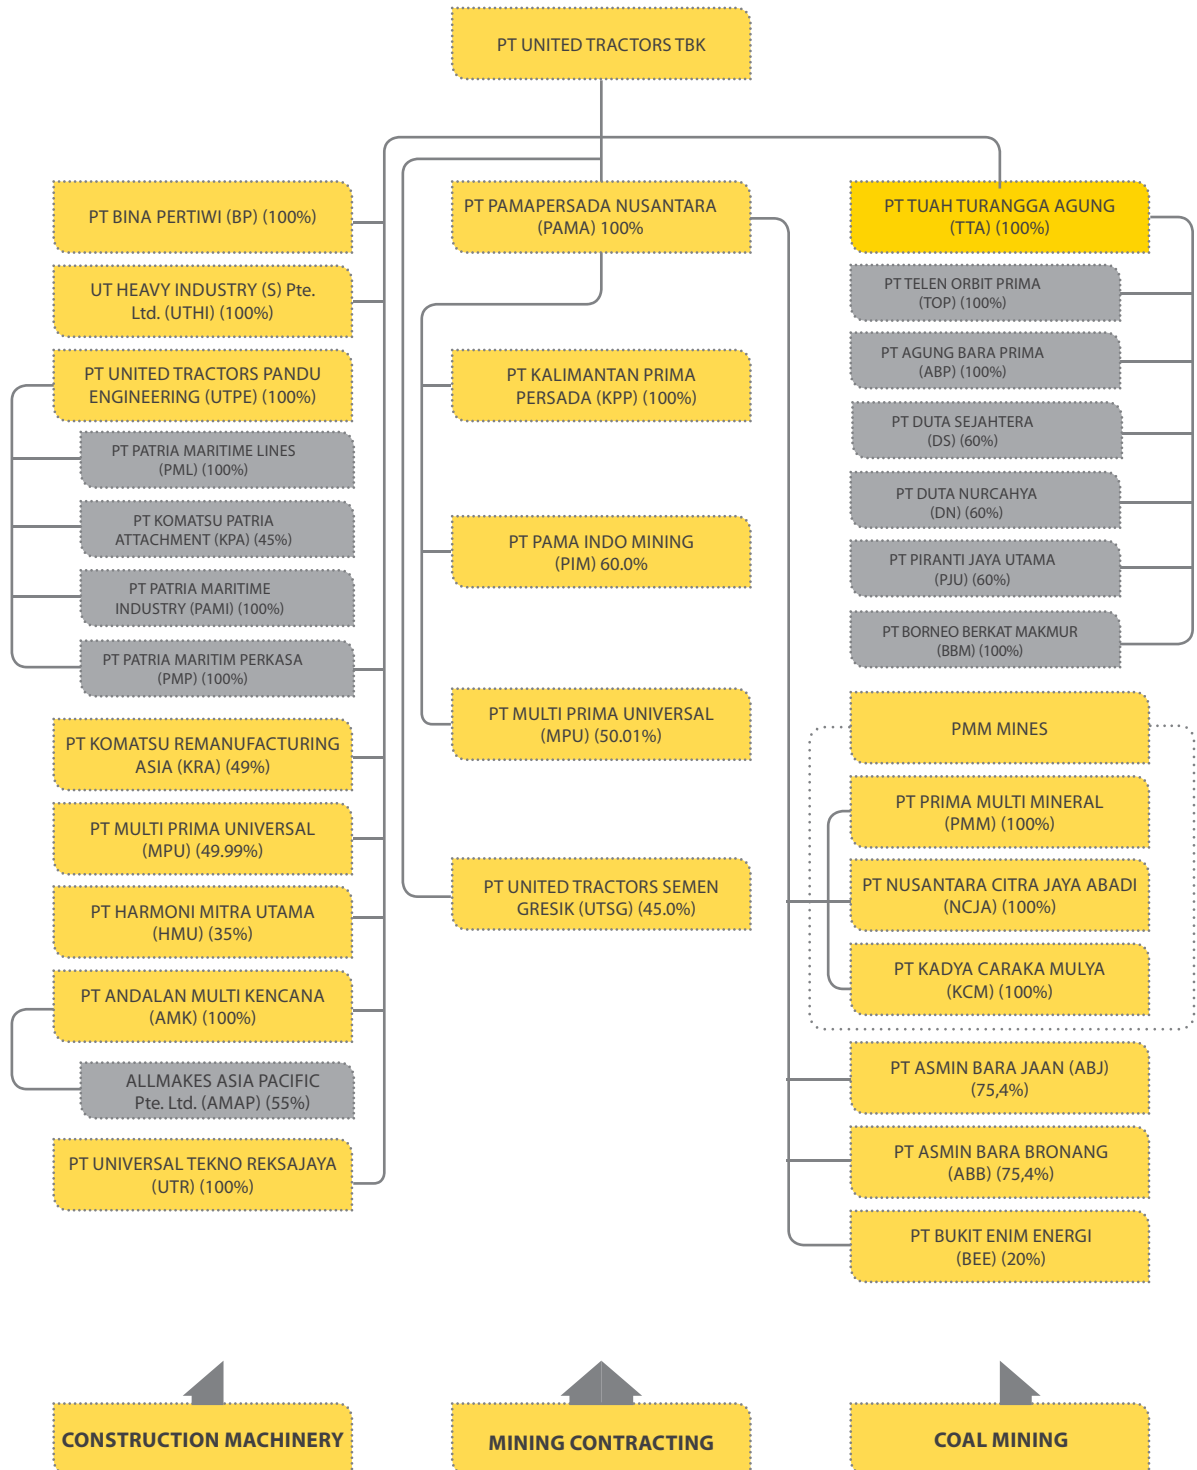 PT UNITED TRACTORS TBK
PT BINA PERTIWI (BP) (100%)
UT HEAVY INDUSTRY (S) Pte.
Ltd. (UTHI) (100%)
PT UNITED TRACTORS PANDU
ENGINEERING (UTPE) (100%)
PT PATRIA MARITIME LINES
(PML) (100%)
PT KOMATSU PATRIA
ATTACHMENT (KPA) (45%)
PT PATRIA MARITIME
INDUSTRY (PAMI) (100%)
PT PATRIA MARITIM PERKASA
(PMP) (100%)
PT KOMATSU REMANUFACTURING
ASIA (KRA) (49%)
PT MULTI PRIMA UNIVERSAL
(MPU) (49.99%)
PT HARMONI MITRA UTAMA
(HMU) (35%)
PT ANDALAN MULTI KENCANA
(AMK) (100%)
ALLMAKES ASIA PACIFIC
Pte. Ltd. (AMAP) (55%)
PT UNIVERSAL TEKNO REKSAJAYA
(UTR) (100%)
CONSTRUCTION MACHINERY
PT PAMAPERSADA NUSANTARA
(PAMA) 100%
PT KALIMANTAN PRIMA
PERSADA (KPP) (100%)
PT PAMA INDO MINING
(PIM) 60.0%
PT MULTI PRIMA UNIVERSAL
(MPU) (50.01%)
PT UNITED TRACTORS SEMEN
GRESIK (UTSG) (45.0%)
MINING CONTRACTING
PT TUAH TURANGGA AGUNG
(TTA) (100%)
PT TELEN ORBIT PRIMA
(TOP) (100%)
PT AGUNG BARA PRIMA
(ABP) (100%)
PT DUTA SEJAHTERA
(DS) (60%)
PT DUTA NURCAHYA
(DN) (60%)
PT PIRANTI JAYA UTAMA
(PJU) (60%)
PT BORNEO BERKAT MAKMUR
(BBM) (100%)
PMM MINES
PT PRIMA MULTI MINERAL
(PMM) (100%)
PT NUSANTARA CITRA JAYA ABADI
(NCJA) (100%)
PT KADYA CARAKA MULYA
(KCM) (100%)
PT ASMIN BARA JAAN (ABJ)
(75,4%)
PT ASMIN BARA BRONANG
(ABB) (75,4%)
PT BUKIT ENIM ENERGI
(BEE) (20%)
COAL MINING